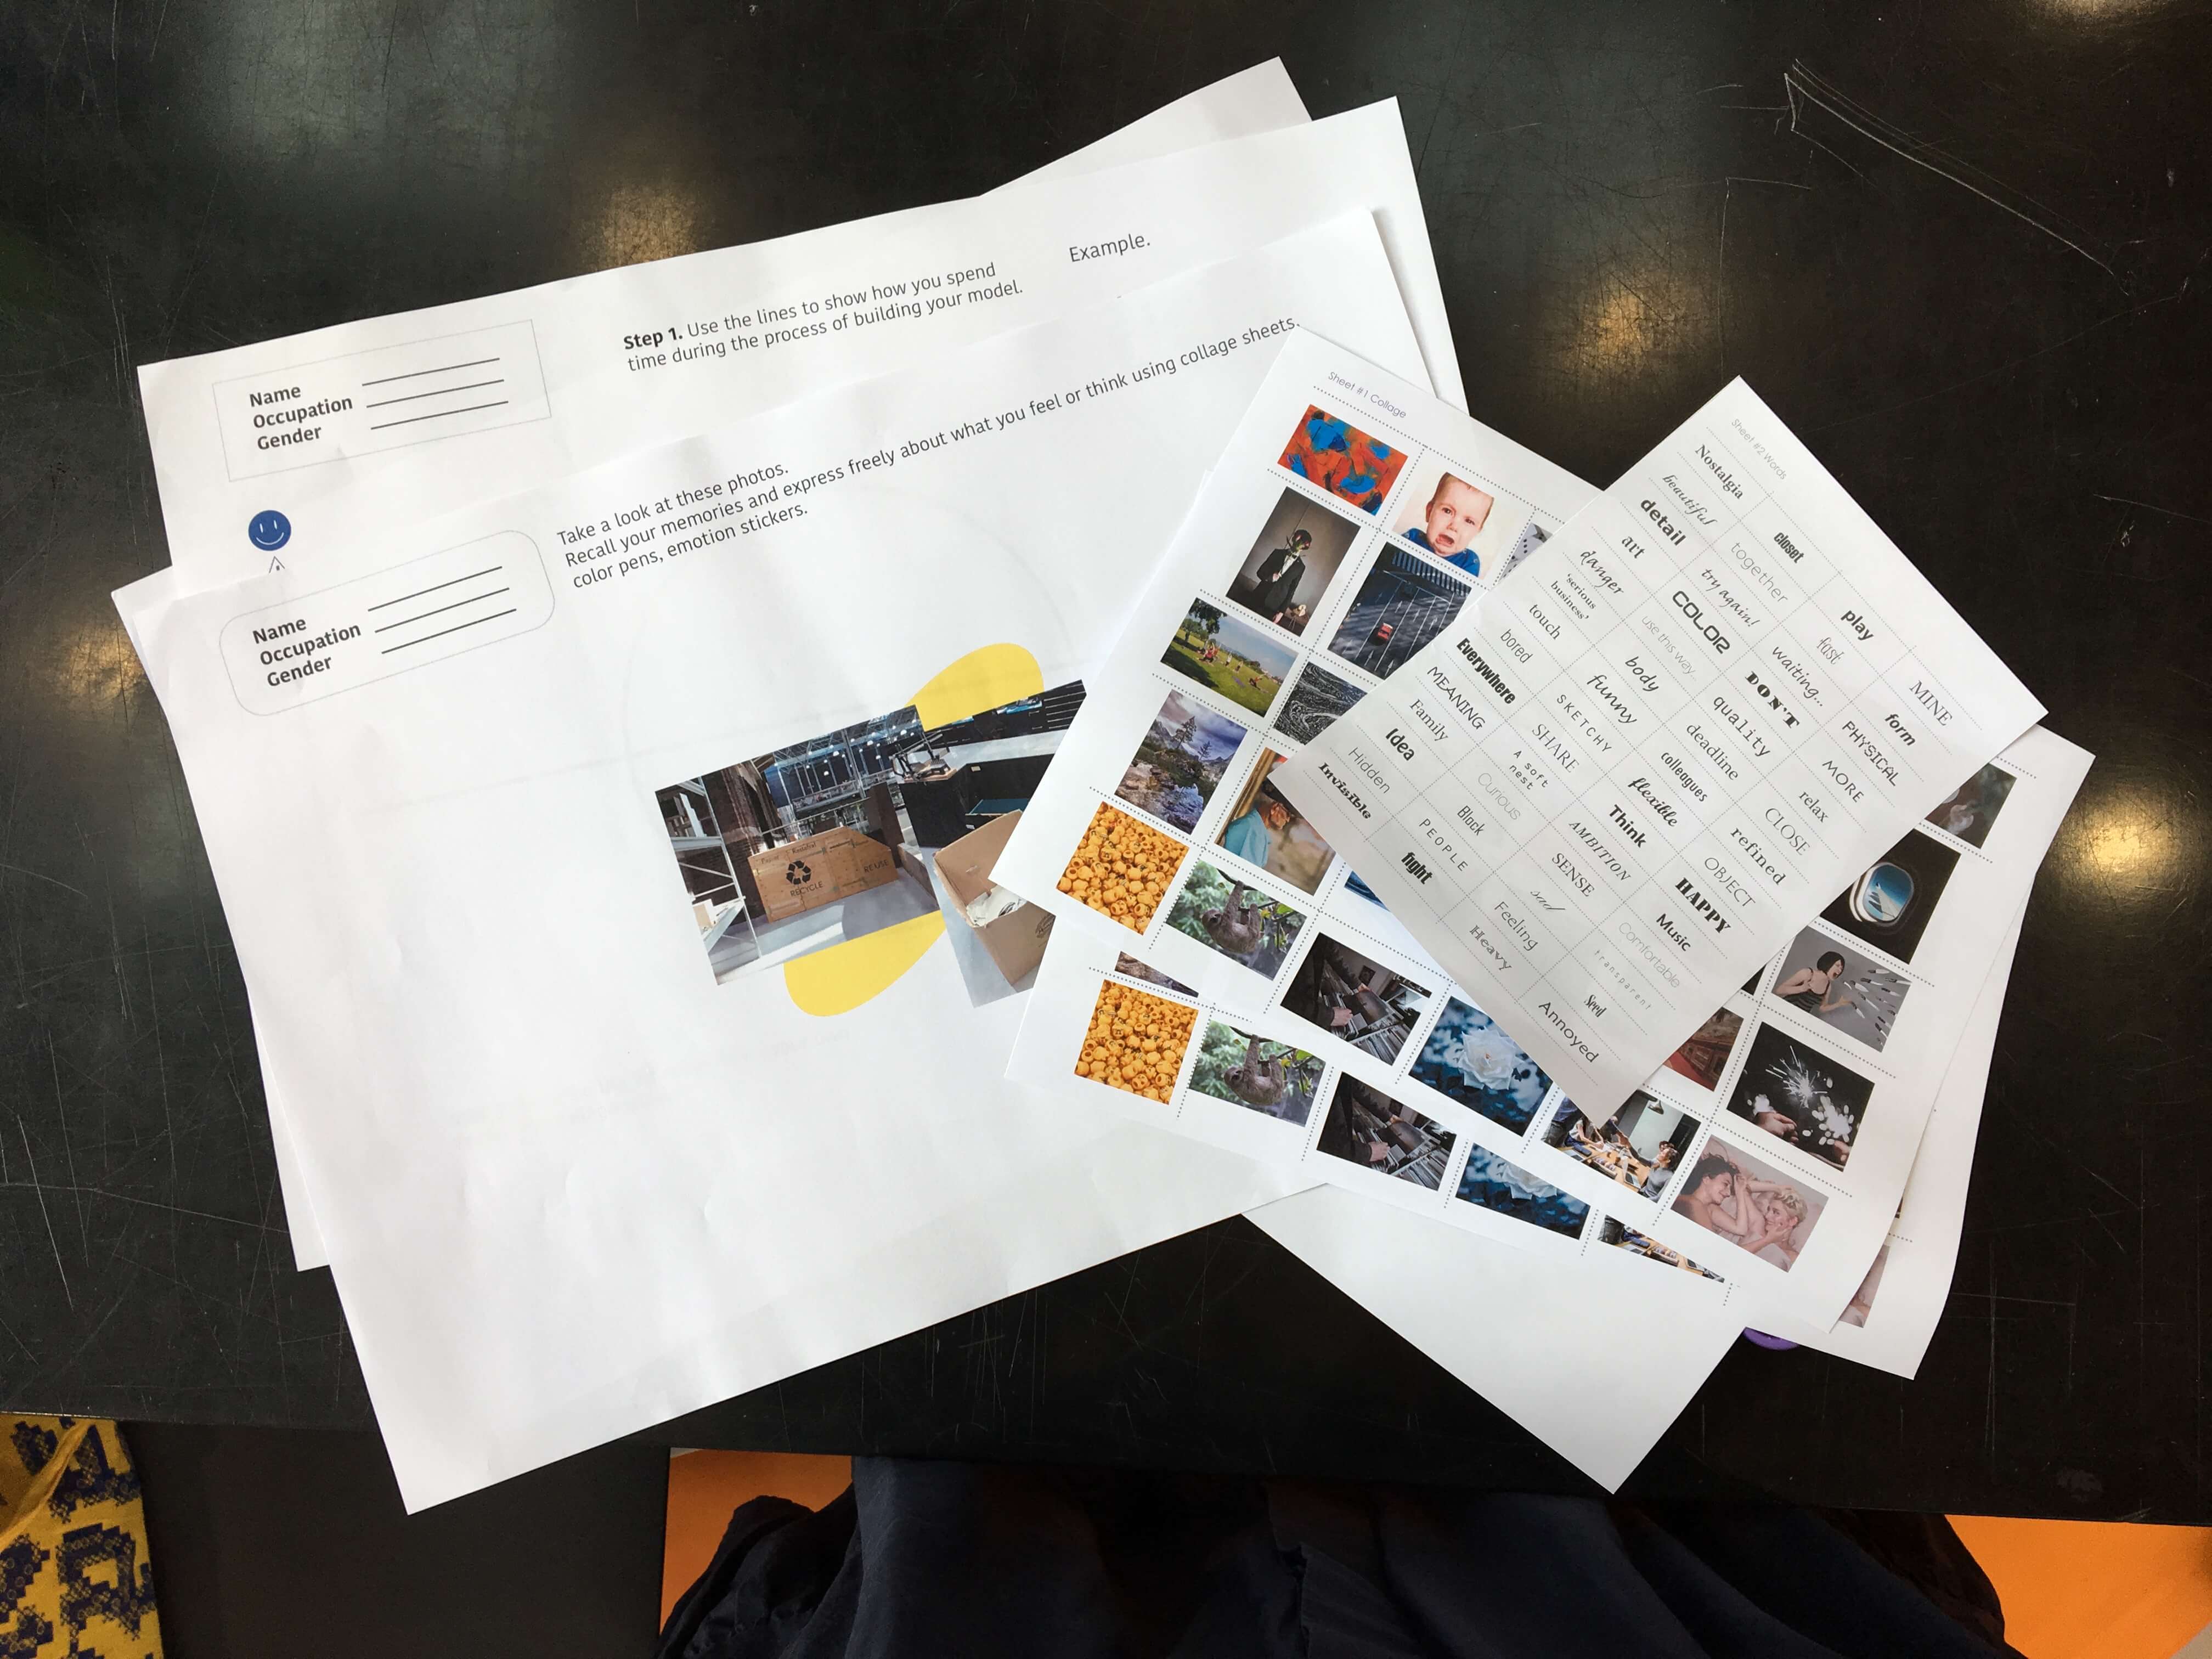 Example.
Step 1. Use the lines to show how you spend
time during the process of building your model.
Name
Occupation
Gender
Take a look at these photos.
Recall your memories and express freely about what you feel or think using collage sheets,
color pens, emotion stickers.
Name
Occupation
Gender
RECYCLE
RE USE
Sheet #1 Collage
Sheet #2 Words
Nostalgia closet play MINE
beautiful together fast form
detail try again! waiting... PHYSICAL
art COLOR DON'T MORE
danger use this way quality relax
'serious
business' body deadline CLOSE
touch funny colleagues refined
bored SKETCHY flexible OBJECT
Everywhere SHARE Think HAPPY
MEANING A soft
nest AMBITION Music
Family Curious SENSE Comfortable
Idea Block sad transparent
Hidden PEOPLE Feeling
Invisible fight Heavy Annoyed